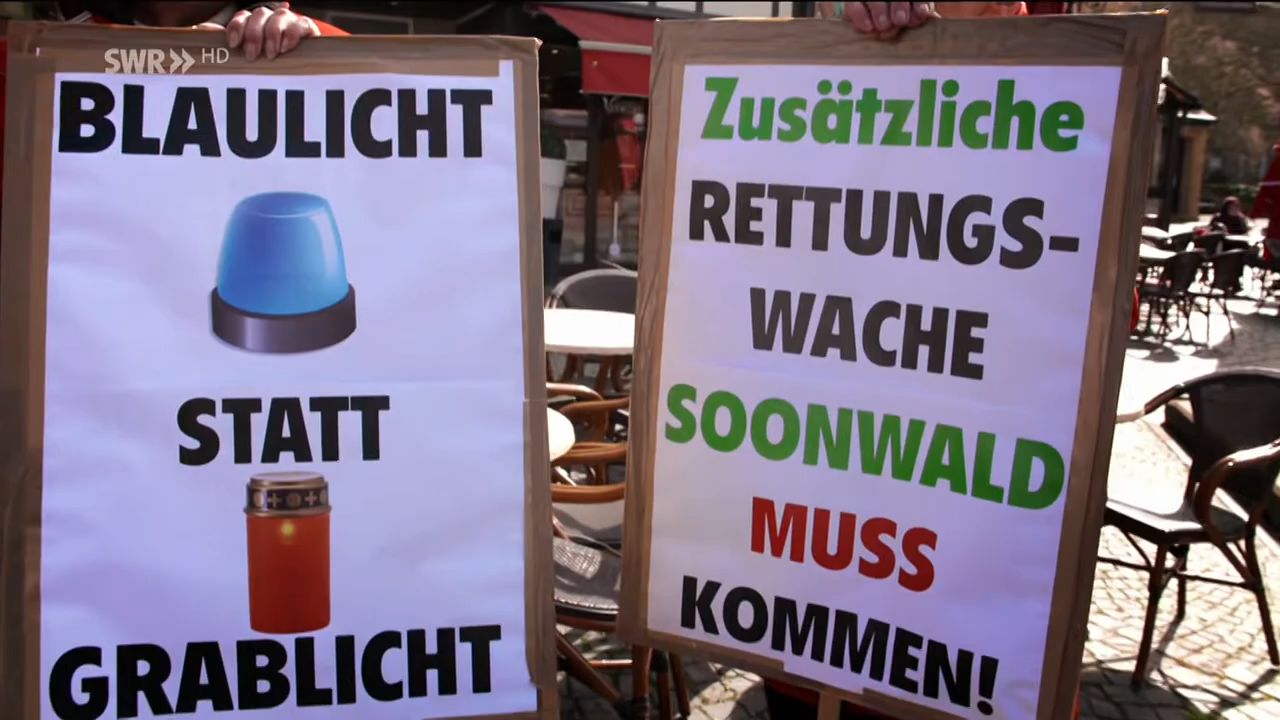 SWR HD
BLAULICHT
STATT
GRABLICHT
Zusätzliche
RETTUNGS-
WACHE
SOONWALD
MUSS
KOMMEN!